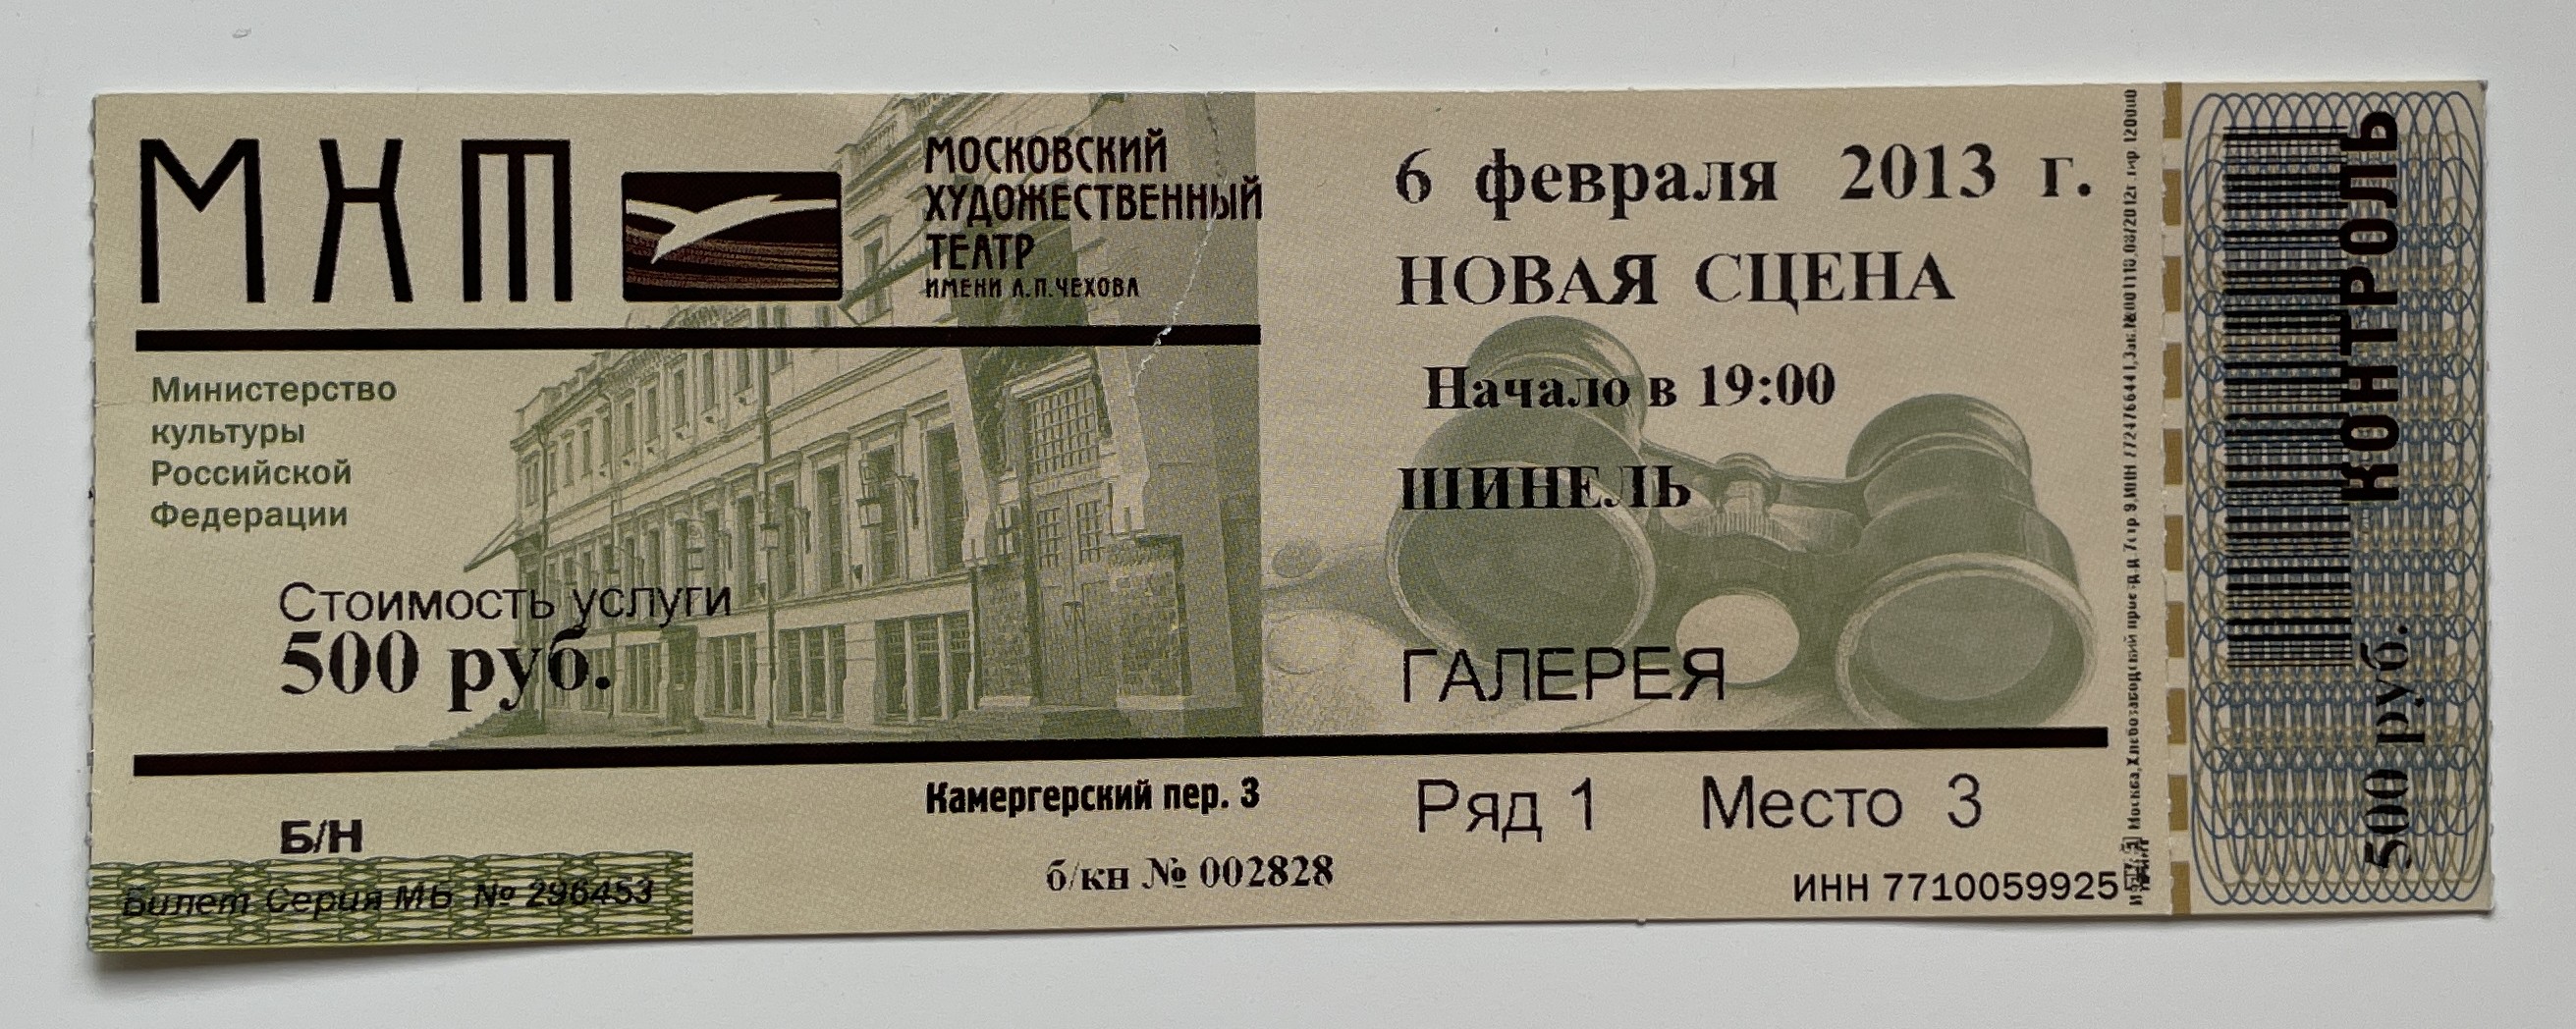 МХТ
МОСКОВСКИЙ
ХУДОЖЕСТВЕННЫЙ
ТЕАТР
ИМЕНИ А.П.ЧЕХОВА
Министерство
культуры
Российской
Федерации
Стоимость услуги
500 руб.
Б/Н
Билет Серия МБ № 296453
Камергерский пер. 3
б/кн № 002828
6 февраля 2013 г.
НОВАЯ СЦЕНА
Начало в 19:00
ШИНЕЛЬ
ГАЛЕРЕЯ
Ряд 1 Место 3
ИНН 7710059925
КОНТРОЛЬ
500 руб.